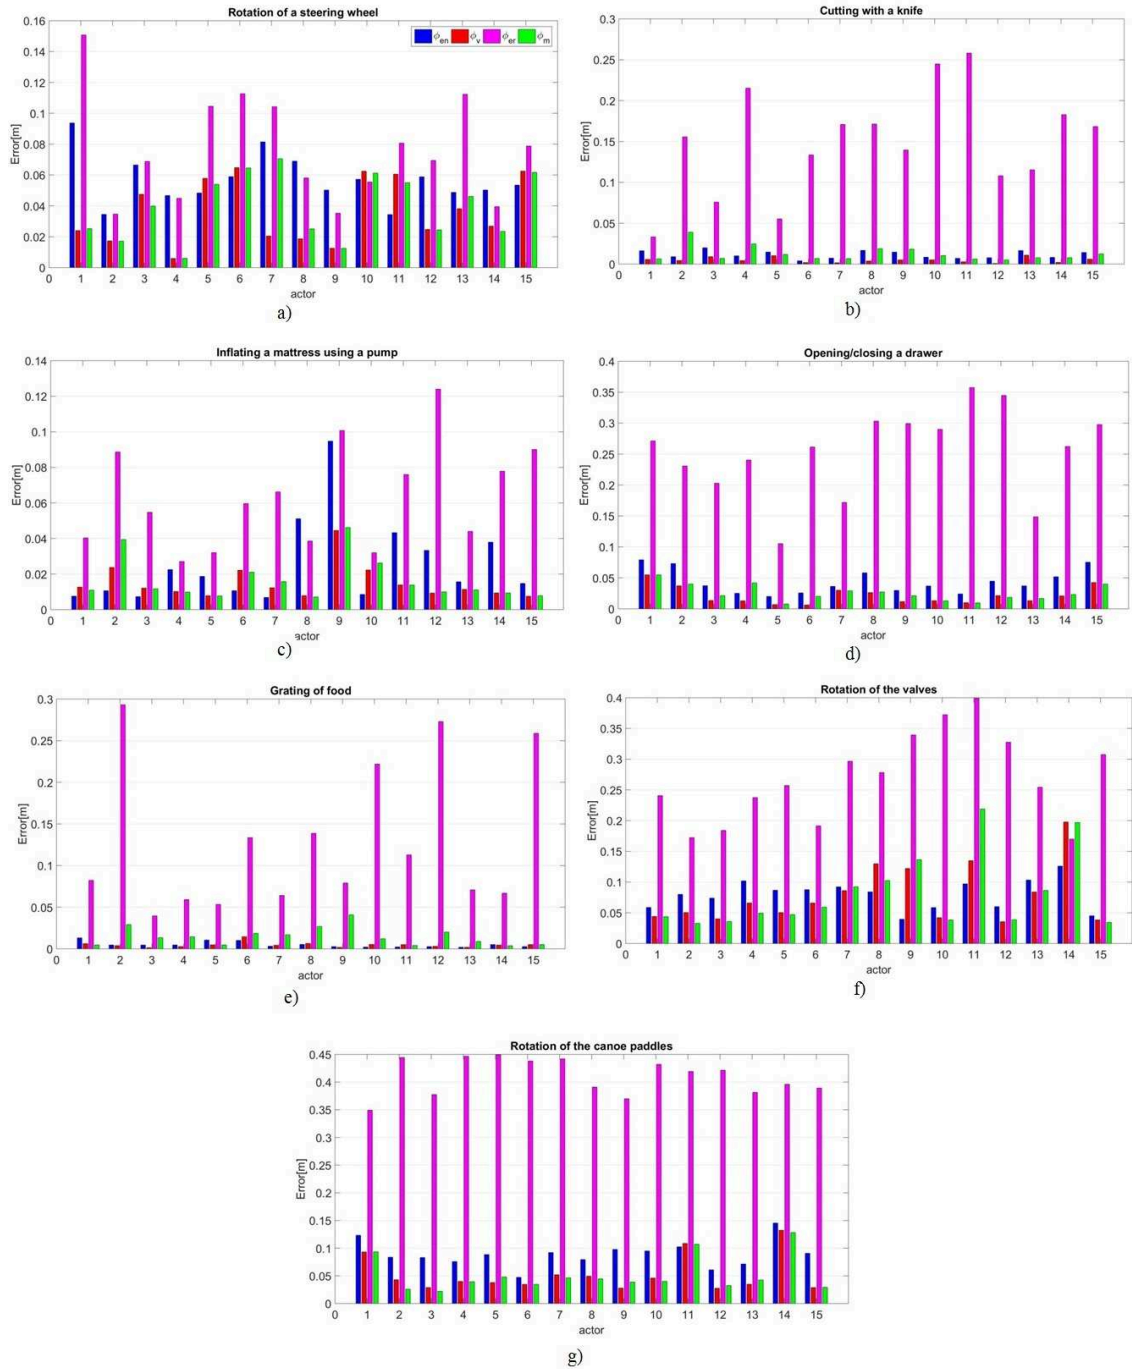 Rotation of a steering wheel
0.16
0.14
0.12
0.1
0.08
0.06
0.04
0.02
0
Error[m]
ϕen ϕv ϕer ϕm
0 1 2 3 4 5 6 7 8 9 10 11 12 13 14 15
actor
a)
Cutting with a knife
0.3
0.25
0.2
0.15
0.1
0.05
0
Error[m]
0 1 2 3 4 5 6 7 8 9 10 11 12 13 14 15
actor
b)
Inflating a mattress using a pump
0.14
0.12
0.1
0.08
0.06
0.04
0.02
0
Error[m]
0 1 2 3 4 5 6 7 8 9 10 11 12 13 14 15
actor
c)
Opening/closing a drawer
0.4
0.35
0.3
0.25
0.2
0.15
0.1
0.05
0
Error[m]
0 1 2 3 4 5 6 7 8 9 10 11 12 13 14 15
actor
d)
Grating of food
0.3
0.25
0.2
0.15
0.1
0.05
0
Error[m]
0 1 2 3 4 5 6 7 8 9 10 11 12 13 14 15
actor
e)
Rotation of the valves
0.4
0.35
0.3
0.25
0.2
0.15
0.1
0.05
0
Error[m]
0 1 2 3 4 5 6 7 8 9 10 11 12 13 14 15
actor
f)
Rotation of the canoe paddles
0.45
0.4
0.35
0.3
0.25
0.2
0.15
0.1
0.05
0
Error[m]
0 1 2 3 4 5 6 7 8 9 10 11 12 13 14 15
actor
g)